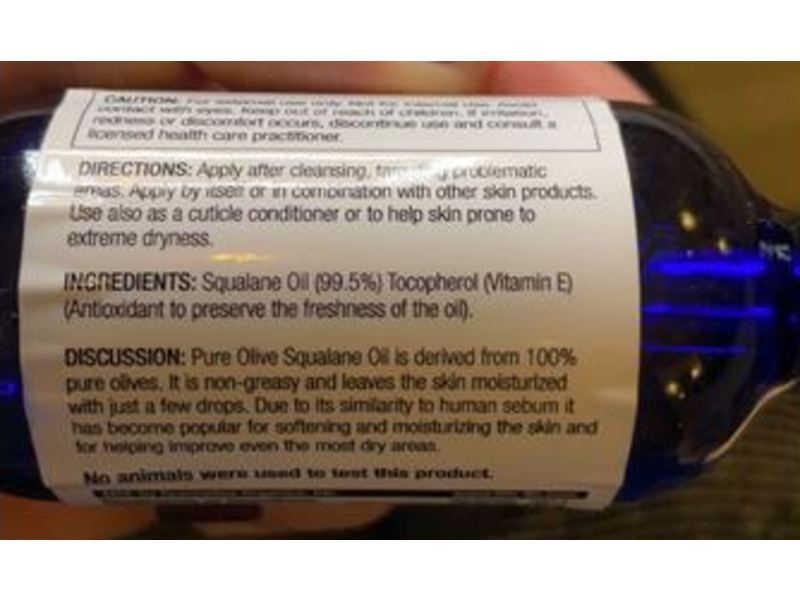 CAUTION: For external use only. Not for internal use. Avoid
contact with eyes. Keep out of reach of children. If irritation,
redness or discomfort occurs, discontinue use and consult a
licensed health care practitioner.
DIRECTIONS: Apply after cleansing, targeting problematic
areas. Apply by itself or in combination with other skin products.
Use also as a cuticle conditioner or to help skin prone to
extreme dryness.
INGREDIENTS: Squalane Oil (99.5%) Tocopherol (Vitamin E)
(Antioxidant to preserve the freshness of the oil).
DISCUSSION: Pure Olive Squalane Oil is derived from 100%
pure olives. It is non-greasy and leaves the skin moisturized
with just a few drops. Due to its similarity to human sebum it
has become popular for softening and moisturizing the skin and
for helping improve even the most dry areas.
No animals were used to test this product.